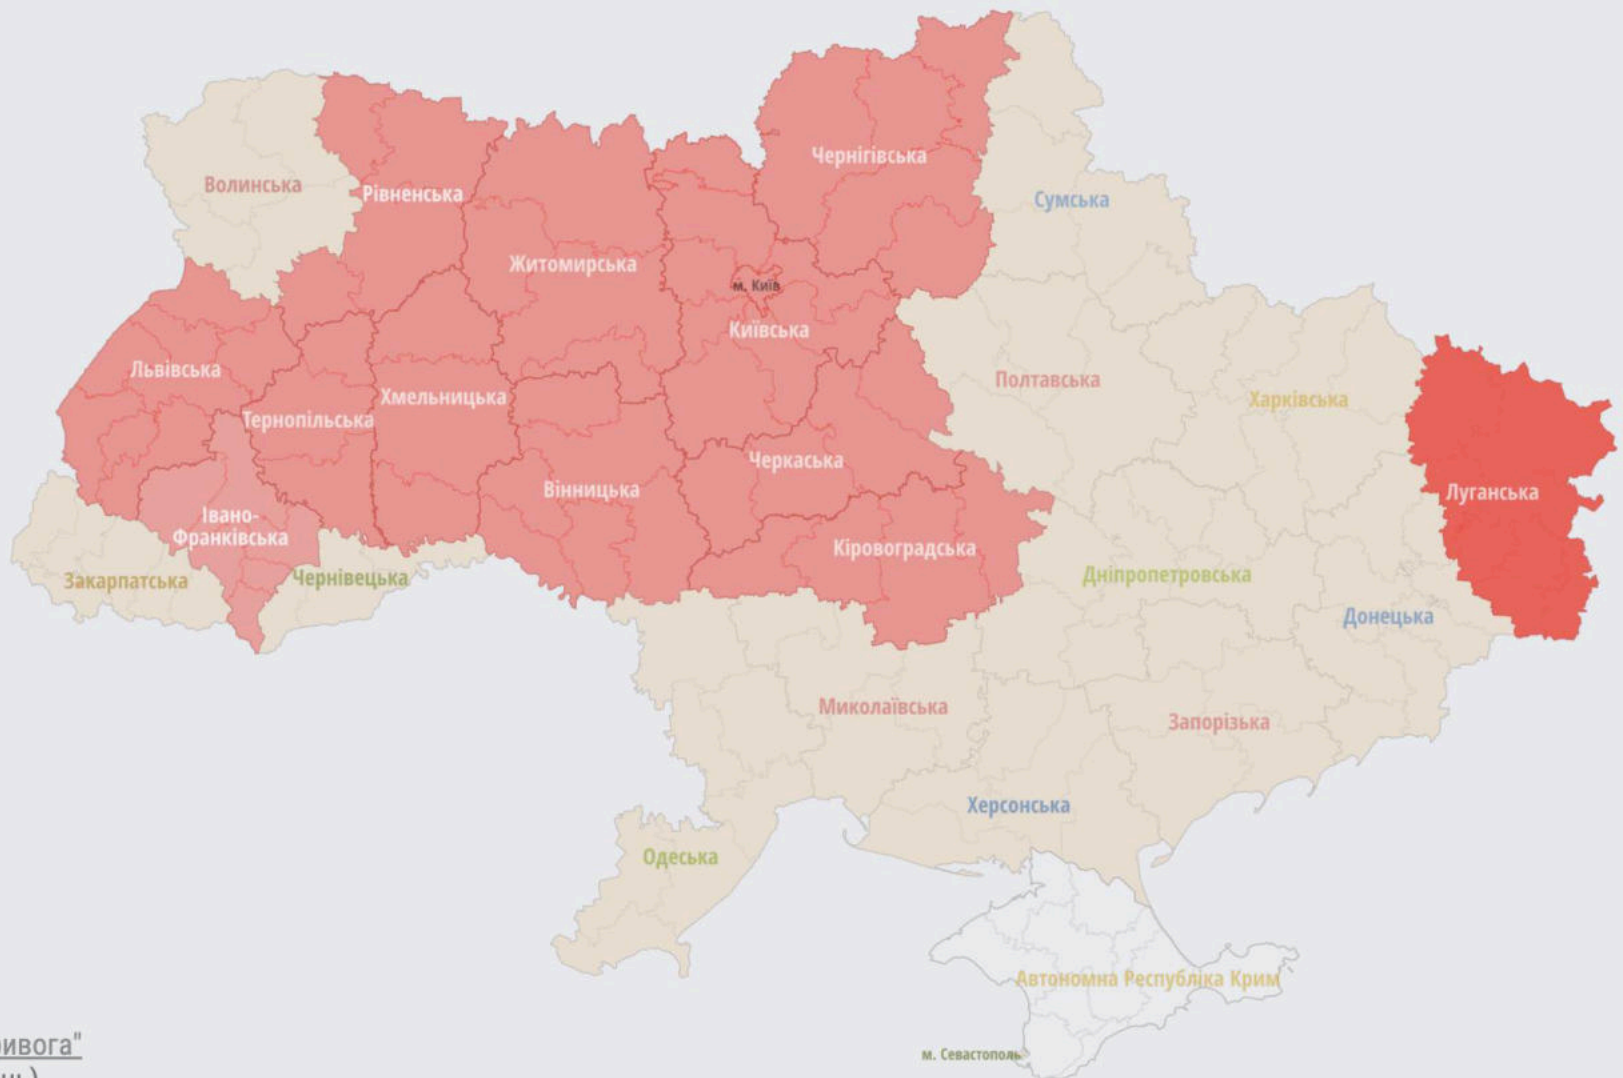 Волинська
Рівненська
Чернігівська
Сумська
Житомирська
м. Київ
Київська
Львівська
Тернопільська
Хмельницька
Полтавська
Харківська
Черкаська
Вінницька
Луганська
Івано-
Франківська
Кіровоградська
Закарпатська
Чернівецька
Дніпропетровська
Донецька
Миколаївська
Запорізька
Херсонська
Одеська
Автономна Республіка Крим
м. Севастополь
ивога"